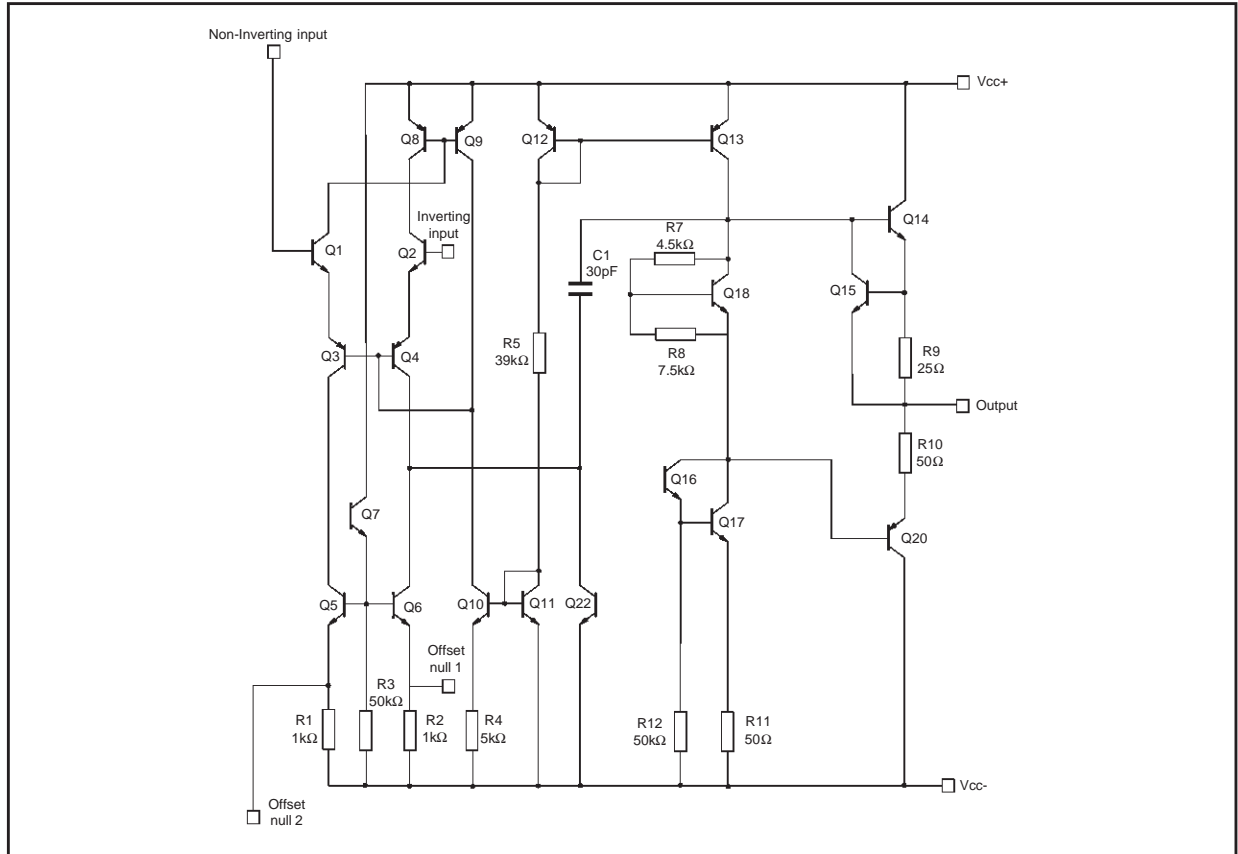 Non-Inverting input
Vcc+
Q8
Q9
Q12
Q13
Q14
Inverting
input
Q1
Q2
R7
4.5kΩ
C1
30pF
Q18
Q15
Q3
Q4
R5
39kΩ
R8
7.5kΩ
R9
25Ω
Output
R10
50Ω
Q16
Q7
Q17
Q20
Q5
Q6
Q10
Q11
Q22
Offset
null 1
R3
50kΩ
R1
1kΩ
R2
1kΩ
R4
5kΩ
R12
50kΩ
R11
50Ω
Vcc-
Offset
null 2